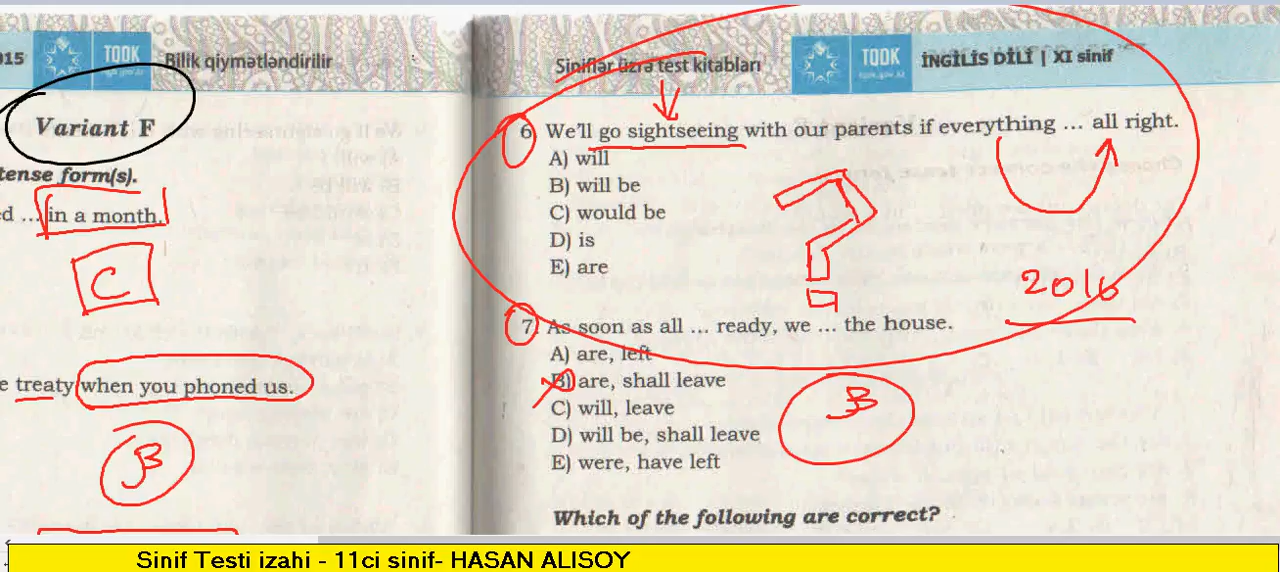 015 TQDK Bilik qiymətləndirilir
Variant F
tense form(s).
ed ... in a month.
C
e treaty when you phoned us.
B
Siniflər üzrə test kitabları TQDK İNGİLİS DİLİ | XI sinif
6. We'll go sightseeing with our parents if everything ... all right.
A) will
B) will be
C) would be
D) is
E) are
?
2016
7. As soon as all ... ready, we ... the house.
A) are, left
B) are, shall leave
C) will, leave
D) will be, shall leave
E) were, have left
B
Which of the following are correct?
Sinif Testi izahi - 11ci sinif- HASAN ALISOY